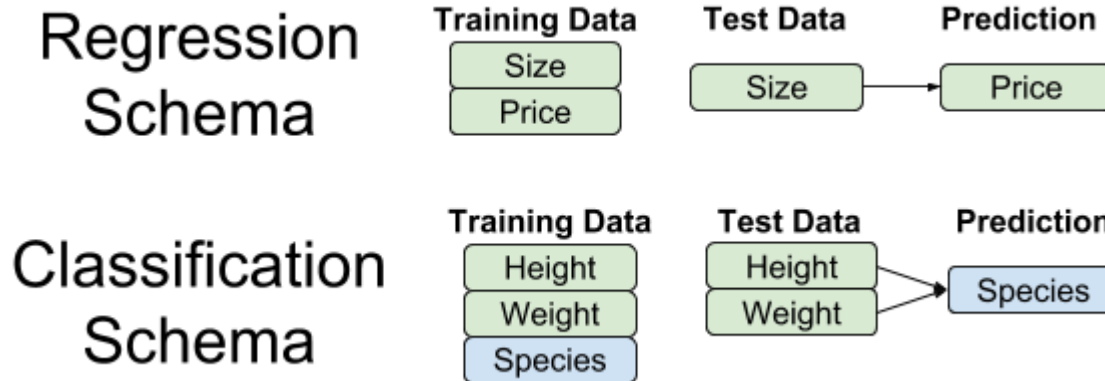 Regression
Schema
Training Data
Size
Price
Test Data
Size
Prediction
Price
Classification
Schema
Training Data
Height
Weight
Species
Test Data
Height
Weight
Prediction
Species